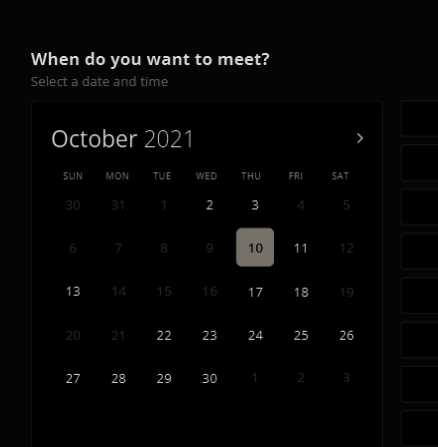 When do you want to meet?
Select a date and time
October 2021
SUN MON TUE WED THU FRI SAT
30 31 1 2 3 4 5
6 7 8 9 10 11 12
13 14 15 16 17 18 19
20 21 22 23 24 25 26
27 28 29 30 1 2 3